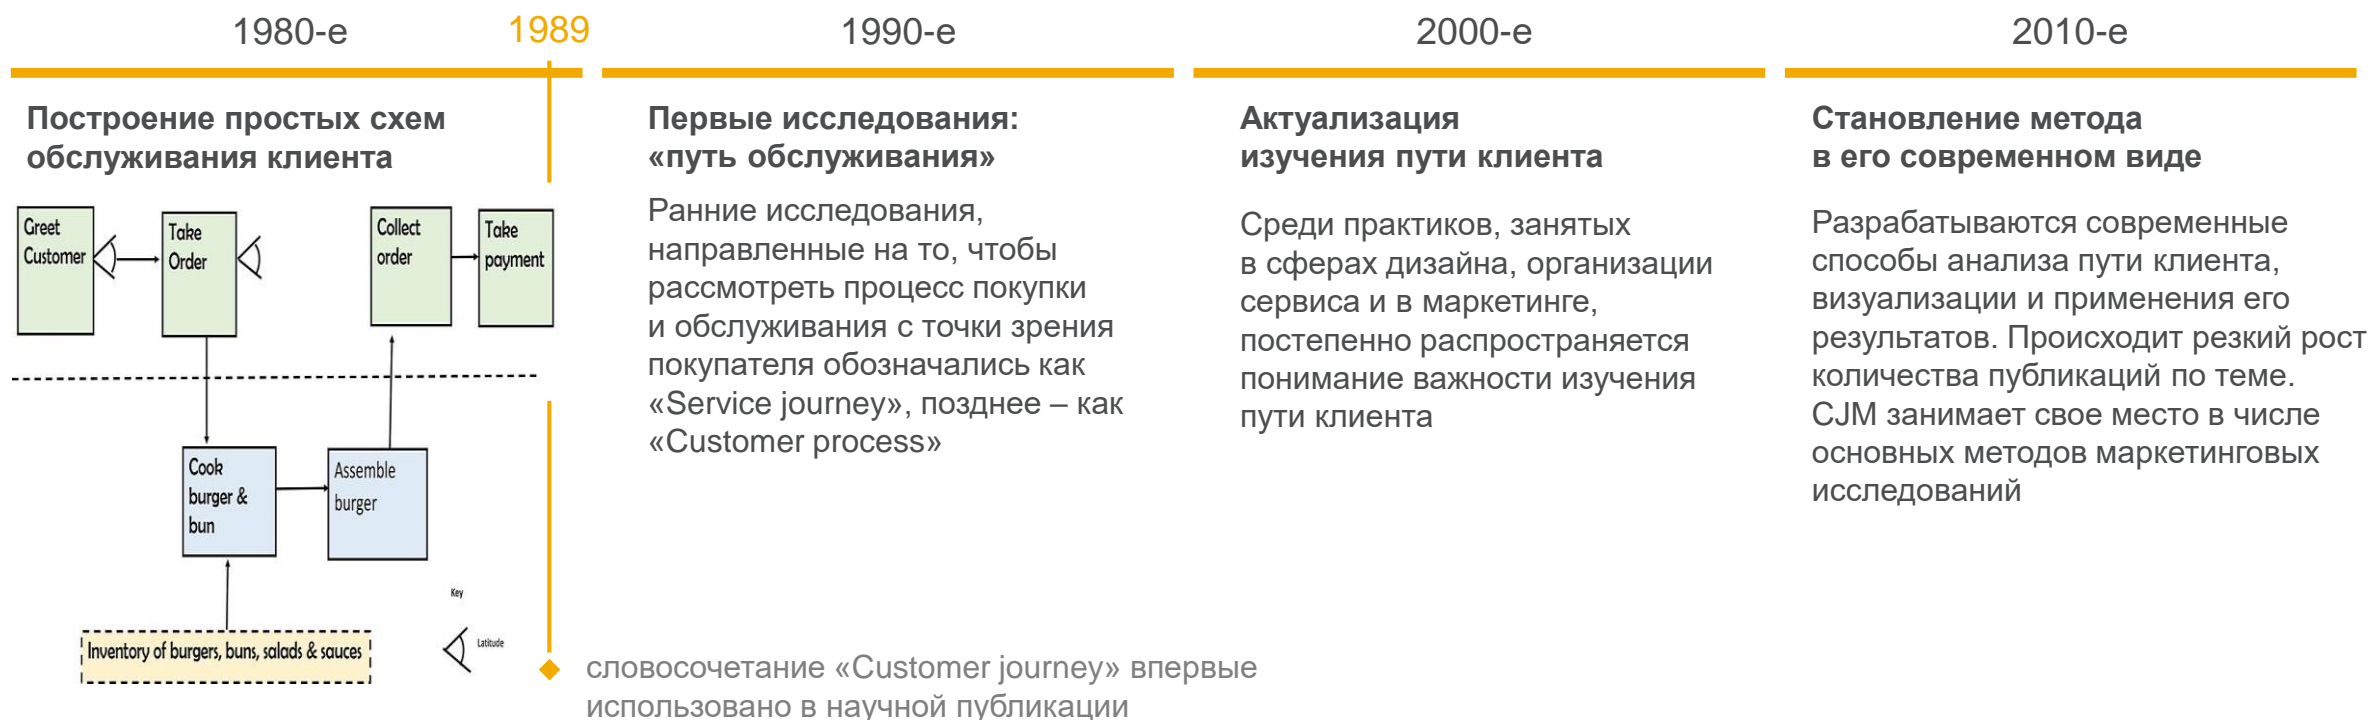 1980-е
1989
1990-е
2000-е
2010-е
Построение простых схем
обслуживания клиента
Greet
Customer
Take
Order
Collect
order
Take
payment
Cook
burger &
bun
Assemble
burger
Inventory of burgers, buns, salads & sauces
Key
Latitude
словосочетание «Customer journey» впервые
использовано в научной публикации
Первые исследования:
«путь обслуживания»
Ранние исследования,
направленные на то, чтобы
рассмотреть процесс покупки
и обслуживания с точки зрения
покупателя обозначались как
«Service journey», позднее – как
«Customer process»
Актуализация
изучения пути клиента
Среди практиков, занятых
в сферах дизайна, организации
сервиса и в маркетинге,
постепенно распространяется
понимание важности изучения
пути клиента
Становление метода
в его современном виде
Разрабатываются современные
способы анализа пути клиента,
визуализации и применения его
результатов. Происходит резкий рост
количества публикаций по теме.
CJM занимает свое место в числе
основных методов маркетинговых
исследований